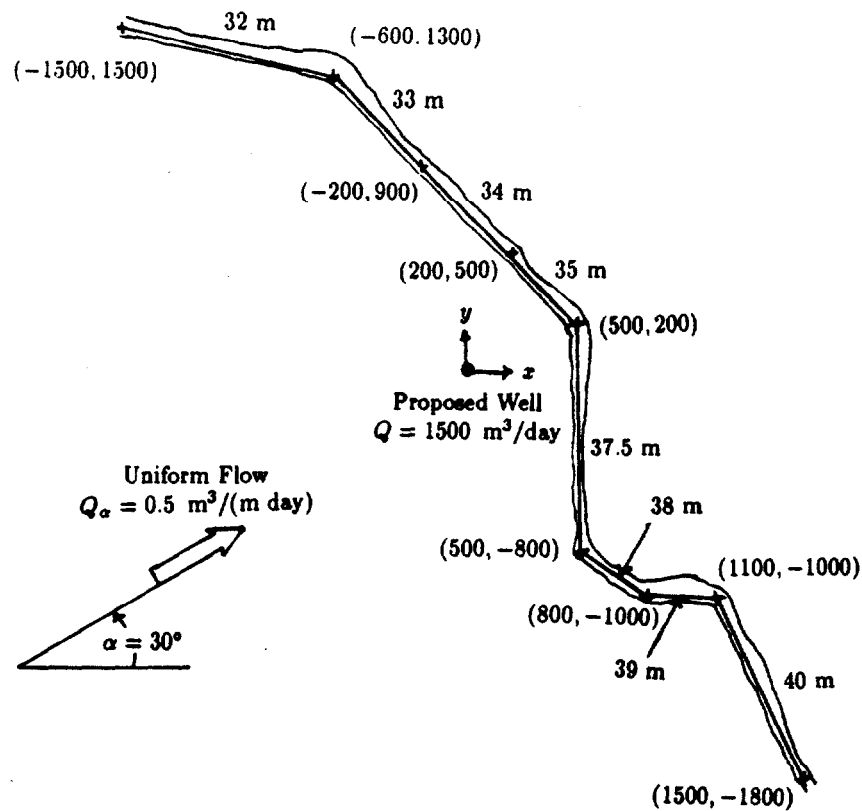 32 m
(−600.1300)
(−1500, 1500)
33 m
(−200, 900)
34 m
(200, 500)
35 m
(500, 200)
y
x
Proposed Well
Q = 1500 m³/day
37.5 m
Uniform Flow
Qα = 0.5 m³/(m day)
38 m
(500, −800)
(1100, −1000)
(800, −1000)
α = 30°
39 m
40 m
(1500, −1800)